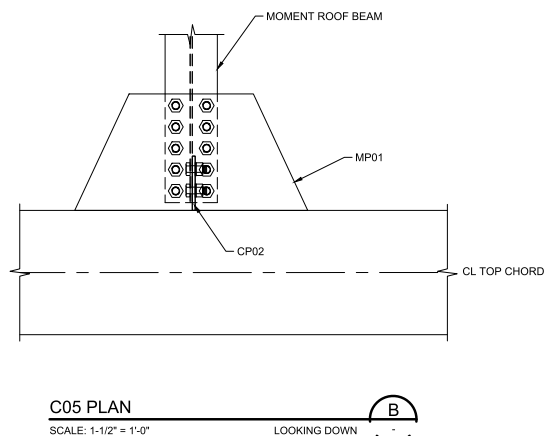 MOMENT ROOF BEAM
MP01
CP02
CL TOP CHORD
C05 PLAN
B
SCALE: 1-1/2" = 1'-0"
LOOKING DOWN
-